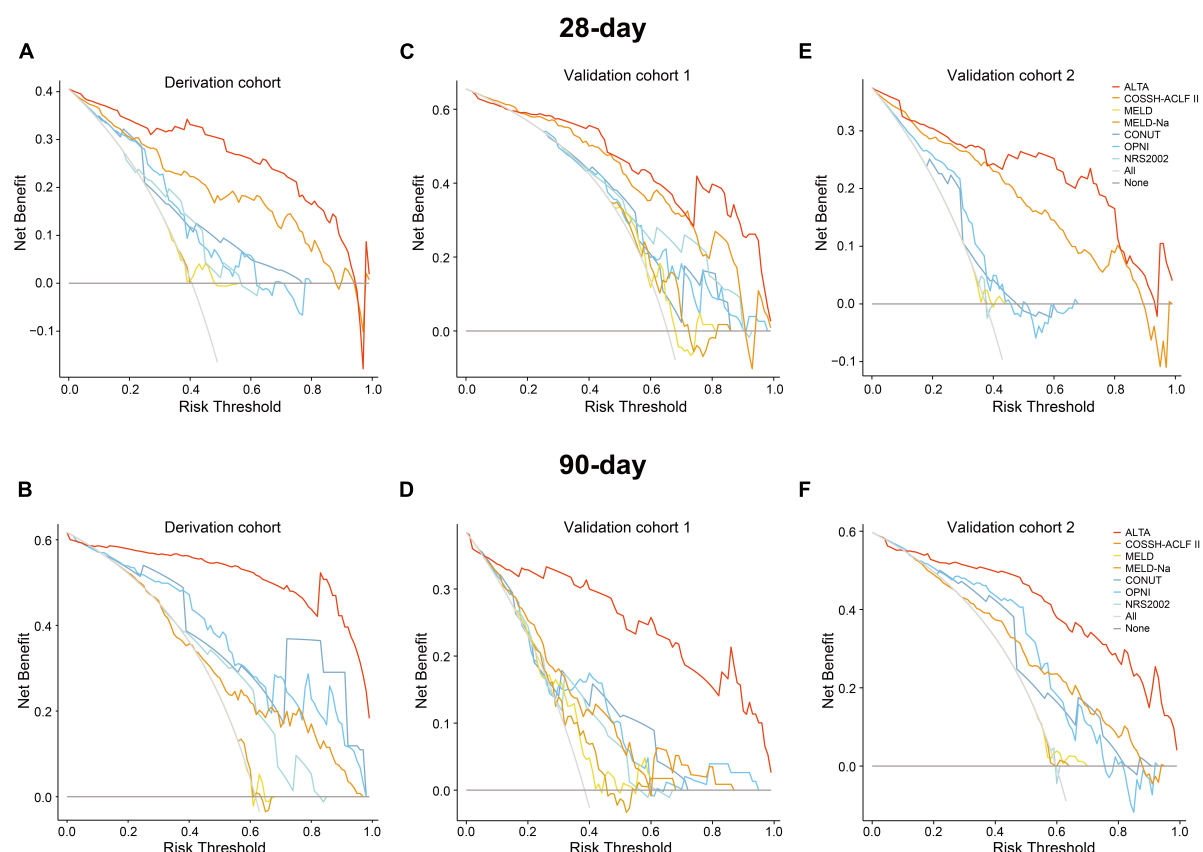 28-day
A
Derivation cohort
Net Benefit
0.4
0.3
0.2
0.1
0.0
−0.1
0.0 0.2 0.4 0.6 0.8 1.0
Risk Threshold
C
Validation cohort 1
Net Benefit
0.6
0.4
0.2
0.0
0.0 0.2 0.4 0.6 0.8 1.0
Risk Threshold
E
Validation cohort 2
Net Benefit
0.3
0.2
0.1
0.0
−0.1
0.0 0.2 0.4 0.6 0.8 1.0
Risk Threshold
ALTA
COSSH-ACLF II
MELD
MELD-Na
CONUT
OPNI
NRS2002
All
None
90-day
B
Derivation cohort
Net Benefit
0.6
0.4
0.2
0.0
0.0 0.2 0.4 0.6 0.8 1.0
Risk Threshold
D
Validation cohort 1
Net Benefit
0.3
0.2
0.1
0.0
0.0 0.2 0.4 0.6 0.8 1.0
Risk Threshold
F
Validation cohort 2
Net Benefit
0.6
0.4
0.2
0.0
0.0 0.2 0.4 0.6 0.8 1.0
Risk Threshold
ALTA
COSSH-ACLF II
MELD
MELD-Na
CONUT
OPNI
NRS2002
All
None